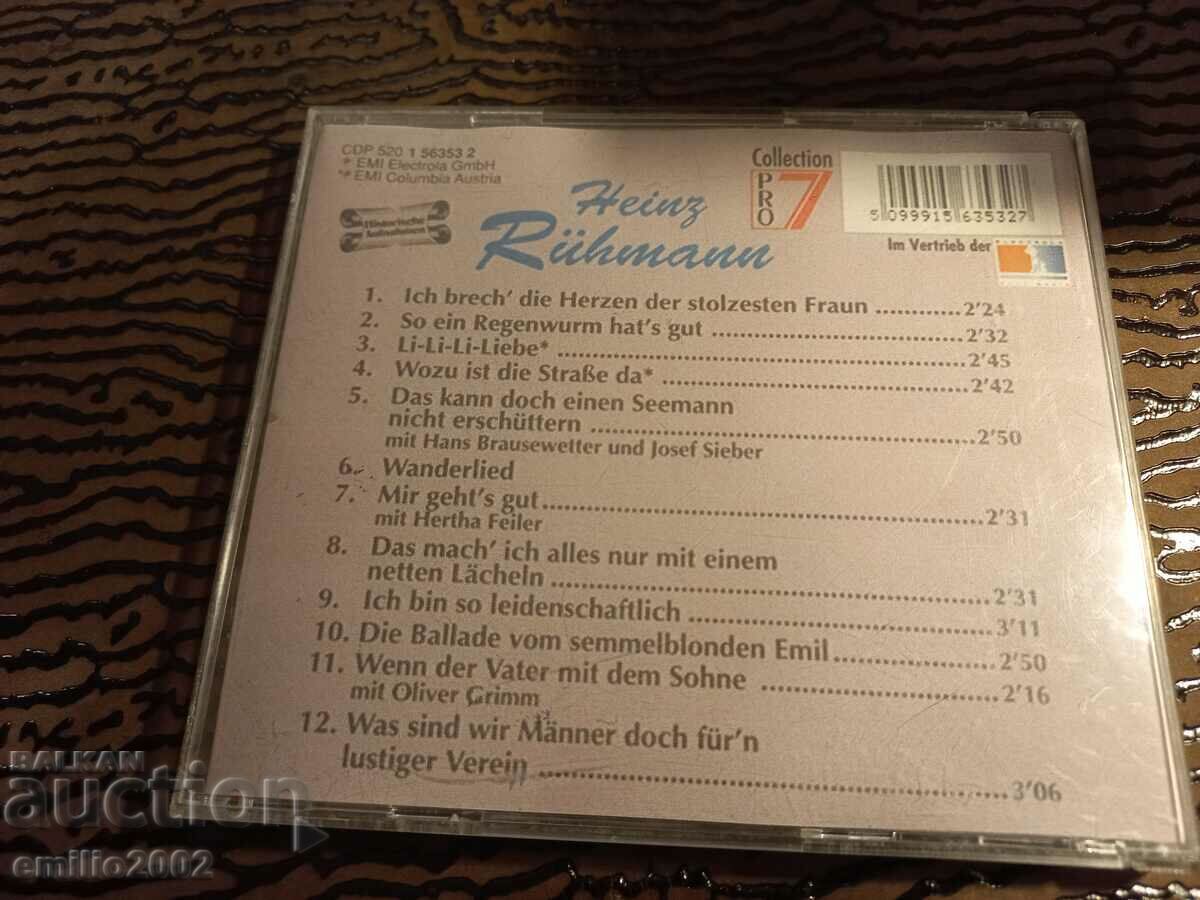 CDP 520 1 56353 2
* EMI Electrola GmbH
*° EMI Columbia Austria
Historische
Aufnahmen
Heinz
Rühmann
Collection
PRO 7
5 099915 635327
Im Vertrieb der
1. Ich brech' die Herzen der stolzesten Fraun ............ 2'24
2. So ein Regenwurm hat's gut ............ 2'32
3. Li-Li-Li-Liebe* ............ 2'45
4. Wozu ist die Straße da* ............ 2'42
5. Das kann doch einen Seemann
nicht erschüttern ............ 2'50
mit Hans Brausewetter und Josef Sieber
6. Wanderlied
7. Mir geht's gut ............ 2'31
mit Hertha Feiler
8. Das mach' ich alles nur mit einem
netten Lächeln ............ 2'31
9. Ich bin so leidenschaftlich ............ 3'11
10. Die Ballade vom semmelblonden Emil ............ 2'50
11. Wenn der Vater mit dem Sohne ............ 2'16
mit Oliver Grimm
12. Was sind wir Männer doch für'n
lustiger Verein ............ 3'06
BALKAN
auction
emilio2002